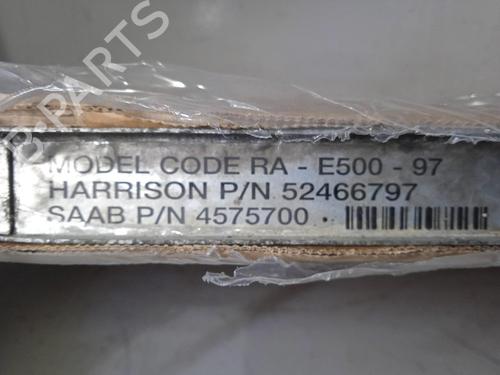 PARTS
MODEL CODE RA - E500 - 97
HARRISON P/N 52466797
SAAB P/N 4575700 .